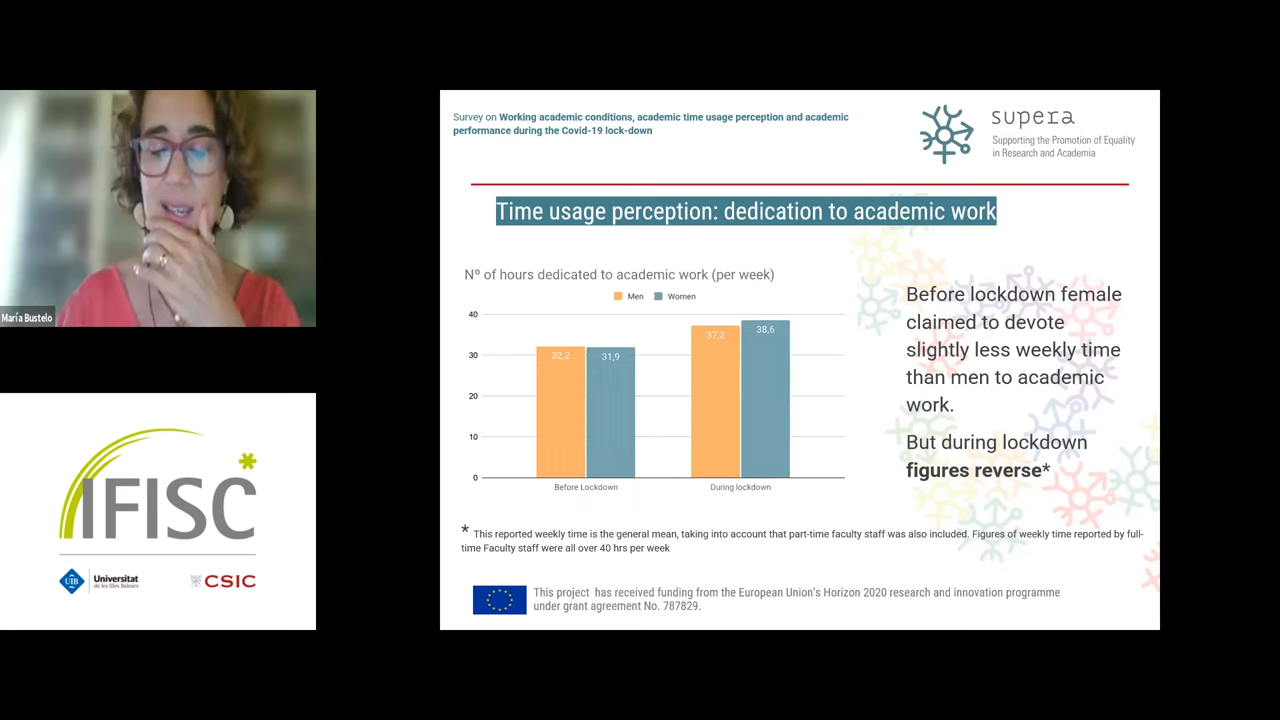 María Bustelo
IFISC
UIB
Universitat
de les Illes Balears
CSIC
Survey on Working academic conditions, academic time usage perception and academic
performance during the Covid-19 lock-down
supera
Supporting the Promotion of Equality
in Research and Academia
Time usage perception: dedication to academic work
Nº of hours dedicated to academic work (per week)
Men
Women
40
30
20
10
0
32,2
31,9
37,2
38,6
Before Lockdown
During lockdown
Before lockdown female
claimed to devote
slightly less weekly time
than men to academic
work.
But during lockdown
figures reverse*
* This reported weekly time is the general mean, taking into account that part-time faculty staff was also included. Figures of weekly time reported by full-
time Faculty staff were all over 40 hrs per week
This project has received funding from the European Union's Horizon 2020 research and innovation programme
under grant agreement No. 787829.